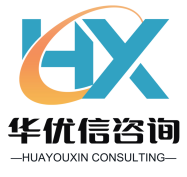 HX
华优信咨询
—HUAYOUXIN CONSULTING—